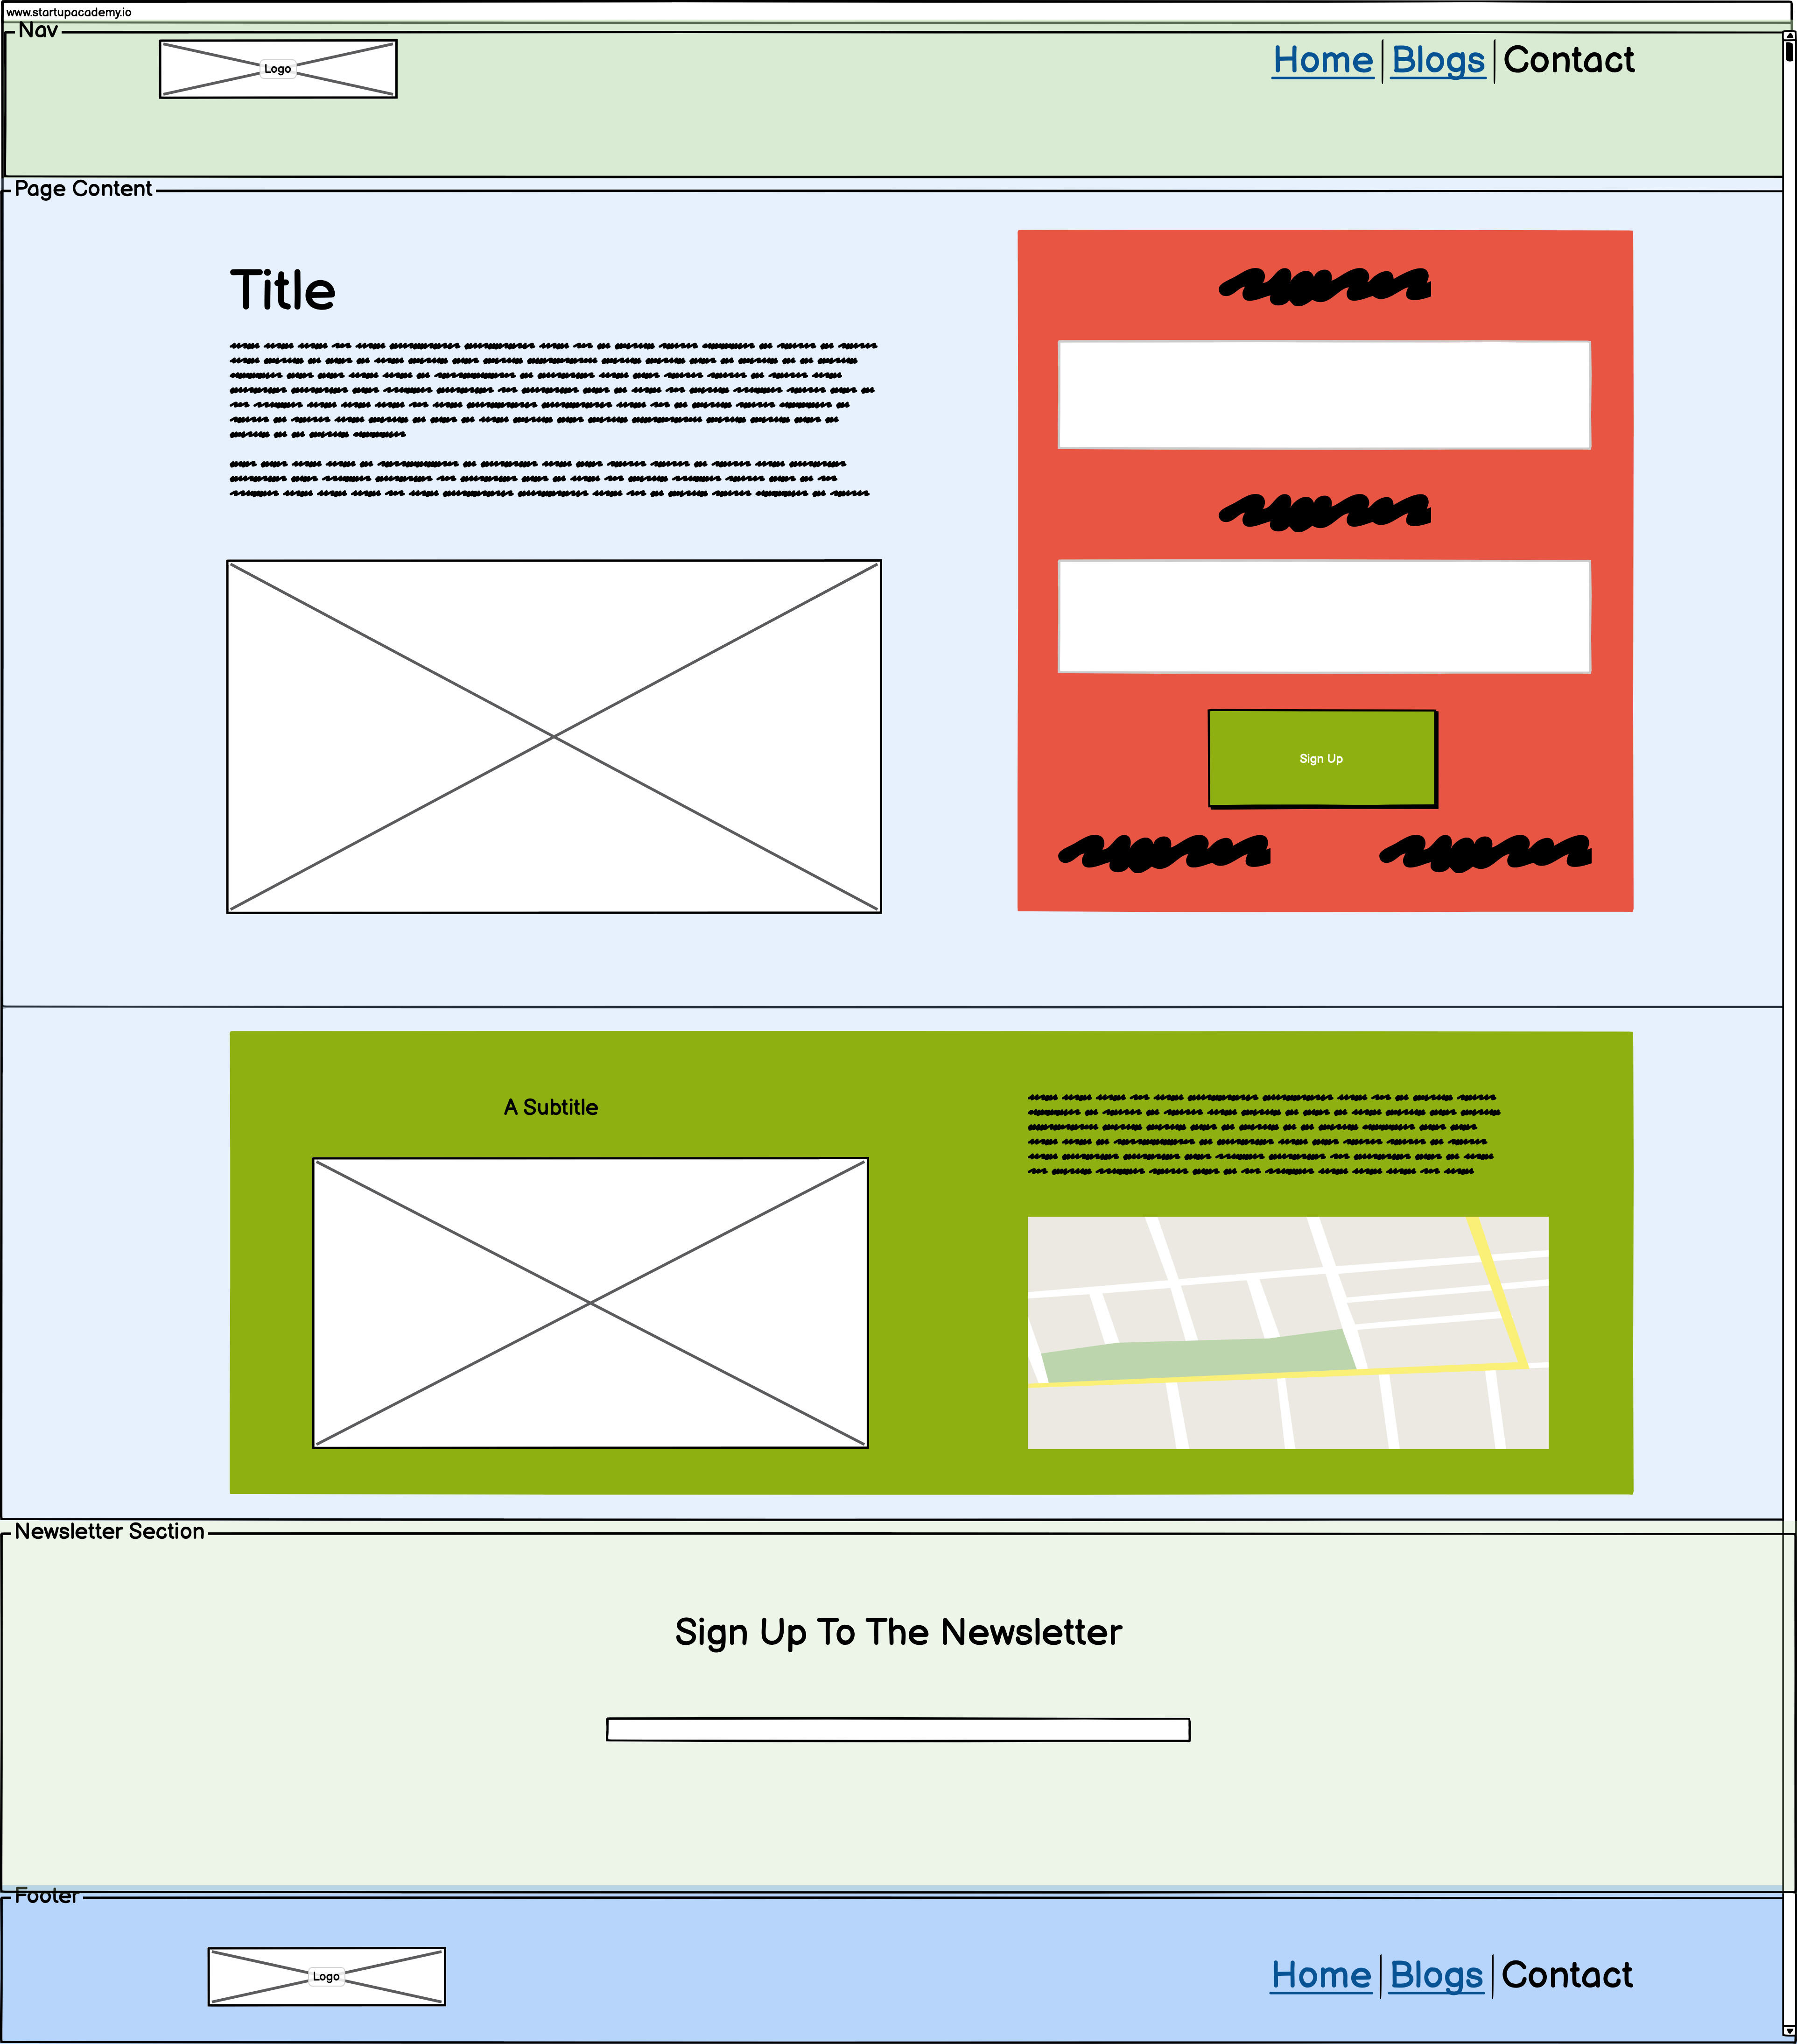 www.startupacademy.io
Nav
Logo
Home Blogs Contact
Page Content
Title
Sign Up
A Subtitle
Newsletter Section
Sign Up To The Newsletter
Footer
Logo
Home Blogs Contact